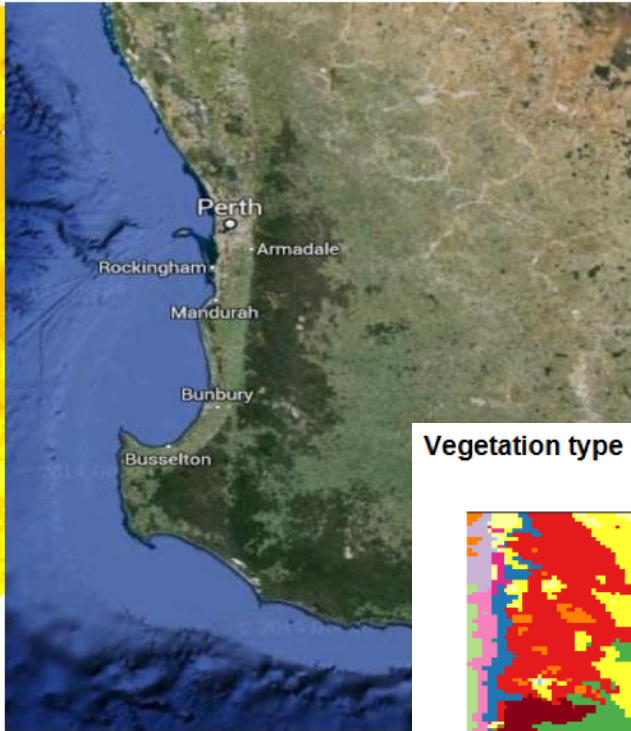 Perth
Armadale
Rockingham
Mandurah
Bunbury
Busselton
Vegetation type